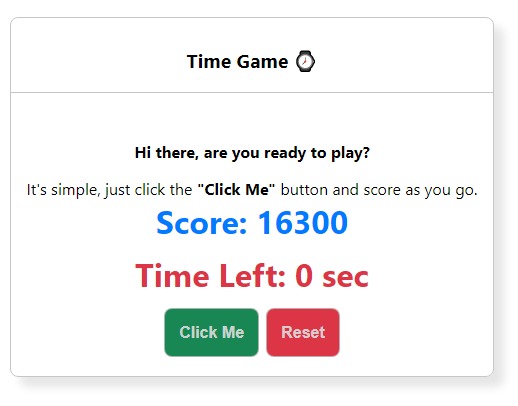 Time Game ⌚
Hi there, are you ready to play?
It's simple, just click the "Click Me" button and score as you go.
Score: 16300
Time Left: 0 sec
Click Me Reset